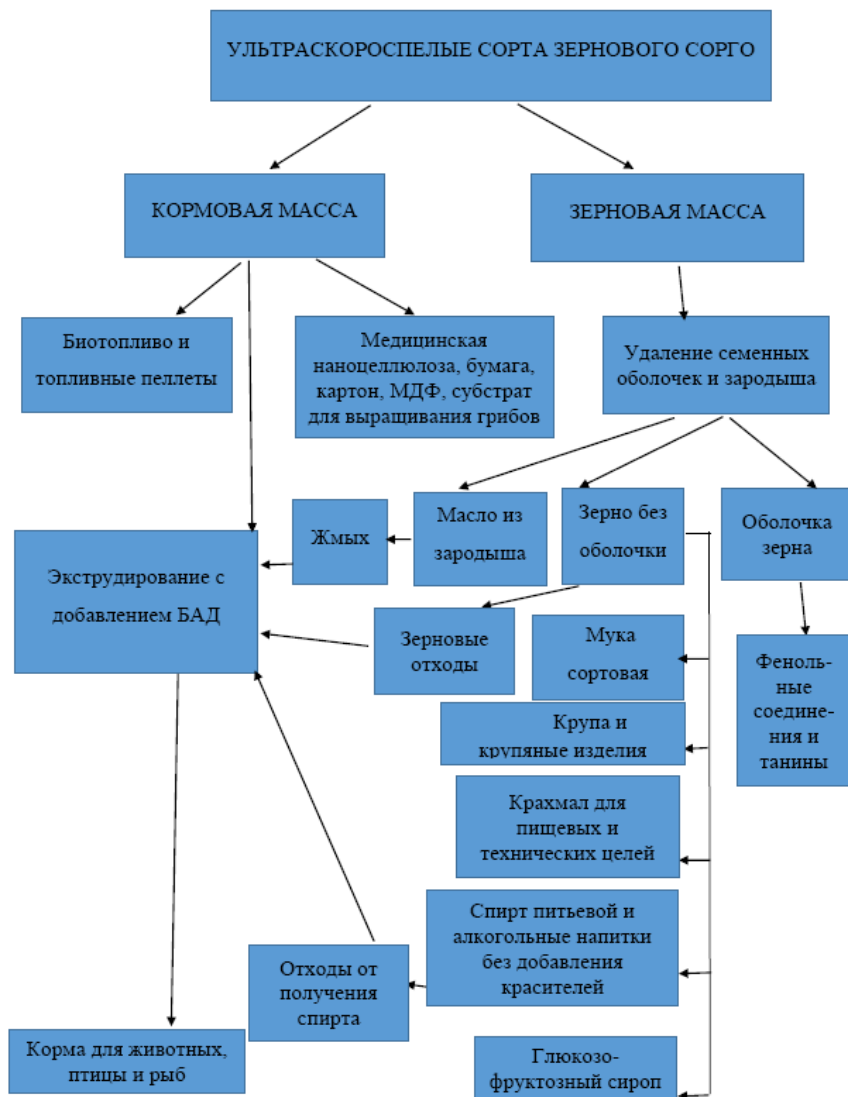 УЛЬТРАСКОРОСПЕЛЫЕ СОРТА ЗЕРНОВОГО СОРГО
КОРМОВАЯ МАССА
ЗЕРНОВАЯ МАССА
Биотопливо и
топливные пеллеты
Медицинская
наноцеллюлоза, бумага,
картон, МДФ, субстрат
для выращивания грибов
Удаление семенных
оболочек и зародыша
Жмых
Масло из
зародыша
Зерно без
оболочки
Оболочка
зерна
Экструдирование с
добавлением БАД
Зерновые
отходы
Мука
сортовая
Феноль-
ные
соедине-
ния и
танины
Крупа и
крупяные изделия
Крахмал для
пищевых и
технических целей
Спирт питьевой и
алкогольные напитки
без добавления
красителей
Отходы от
получения
спирта
Корма для животных,
птицы и рыб
Глюкозо-
фруктозный сироп